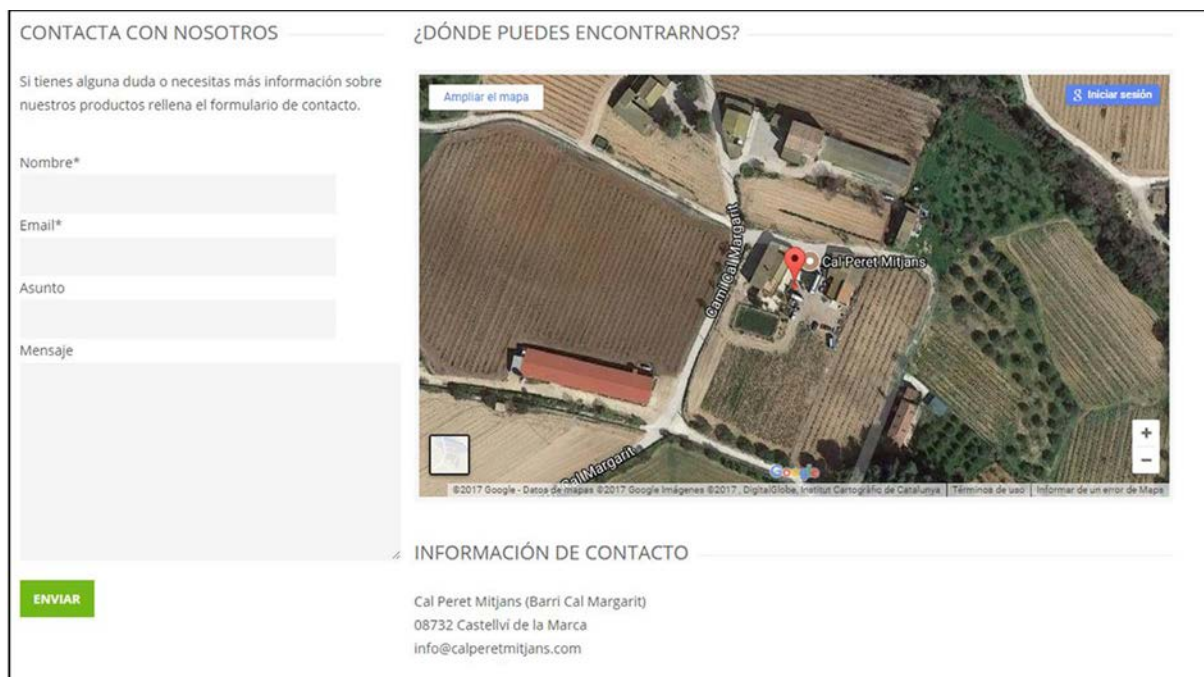 CONTACTA CON NOSOTROS
Si tienes alguna duda o necesitas más información sobre
nuestros productos rellena el formulario de contacto.
Nombre*
Email*
Asunto
Mensaje
ENVIAR
¿DÓNDE PUEDES ENCONTRARNOS?
Ampliar el mapa
Iniciar sesión
Camí Cal Margarit
Cal Peret Mitjans
Cal Margarit
+
−
Google
©2017 Google - Datos de mapas ©2017 Google Imágenes ©2017 , DigitalGlobe, Institut Cartogràfic de Catalunya Términos de uso Informar de un error de Maps
INFORMACIÓN DE CONTACTO
Cal Peret Mitjans (Barri Cal Margarit)
08732 Castellví de la Marca
info@calperetmitjans.com